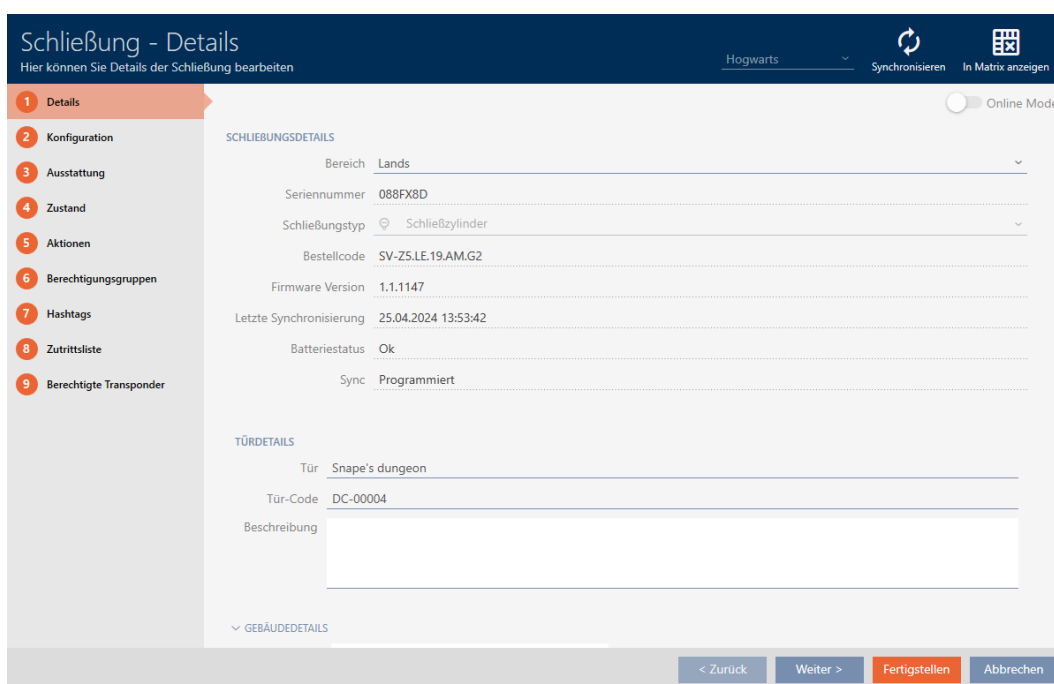 Schließung - Details
Hier können Sie Details der Schließung bearbeiten
Hogwarts
Synchronisieren
In Matrix anzeigen
1 Details
2 Konfiguration
3 Ausstattung
4 Zustand
5 Aktionen
6 Berechtigungsgruppen
7 Hashtags
8 Zutrittsliste
9 Berechtigte Transponder
Online Mode
SCHLIEßUNGSDETAILS
Bereich Lands
Seriennummer 088FX8D
Schließungstyp Schließzylinder
Bestellcode SV-Z5.LE.19.AM.G2
Firmware Version 1.1.1147
Letzte Synchronisierung 25.04.2024 13:53:42
Batteriestatus Ok
Sync Programmiert
TÜRDETAILS
Tür Snape's dungeon
Tür-Code DC-00004
Beschreibung
GEBÄUDEDETAILS
< Zurück Weiter > Fertigstellen Abbrechen